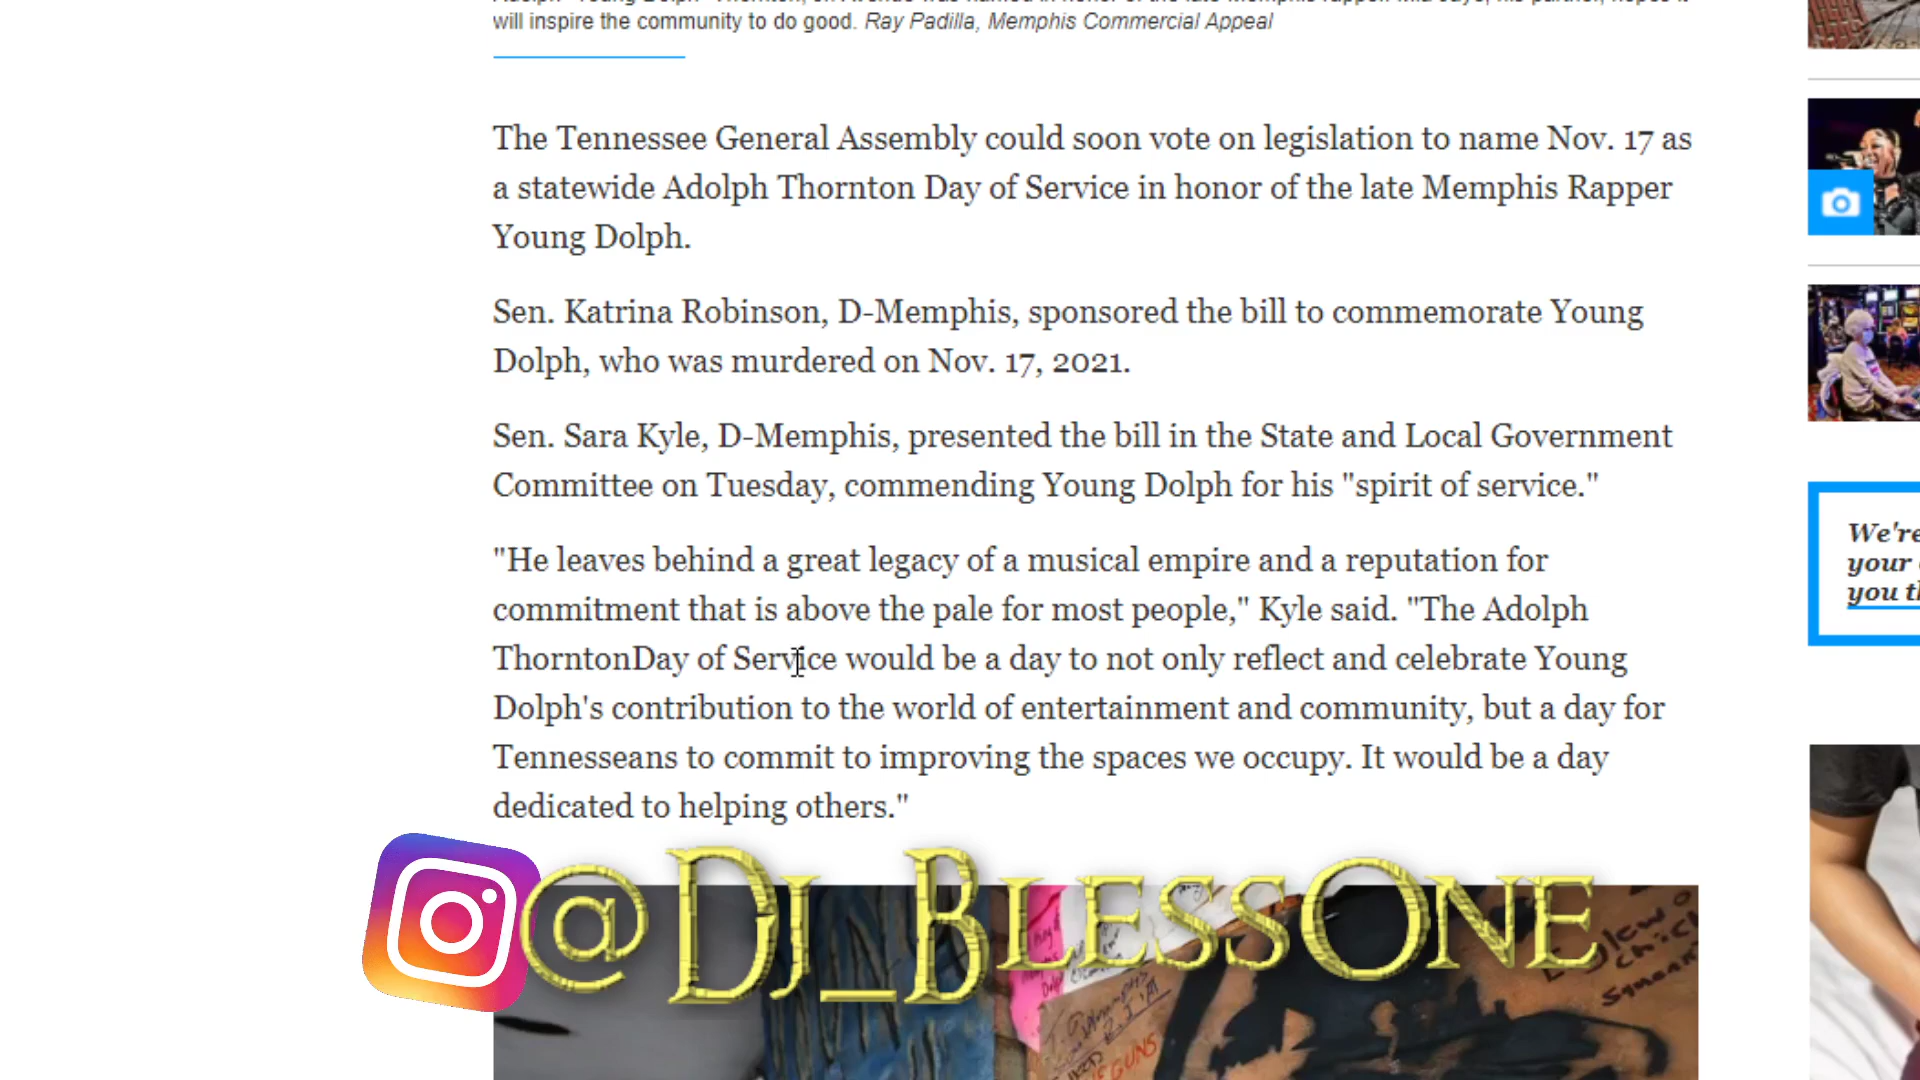 will inspire the community to do good. Ray Padilla, Memphis Commercial Appeal
The Tennessee General Assembly could soon vote on legislation to name Nov. 17 as
a statewide Adolph Thornton Day of Service in honor of the late Memphis Rapper
Young Dolph.
Sen. Katrina Robinson, D-Memphis, sponsored the bill to commemorate Young
Dolph, who was murdered on Nov. 17, 2021.
Sen. Sara Kyle, D-Memphis, presented the bill in the State and Local Government
Committee on Tuesday, commending Young Dolph for his "spirit of service."
"He leaves behind a great legacy of a musical empire and a reputation for
commitment that is above the pale for most people," Kyle said. "The Adolph
ThorntonDay of Service would be a day to not only reflect and celebrate Young
Dolph's contribution to the world of entertainment and community, but a day for
Tennesseans to commit to improving the spaces we occupy. It would be a day
dedicated to helping others."
We're
your
you
@DJ_BLESSONE
GUNS